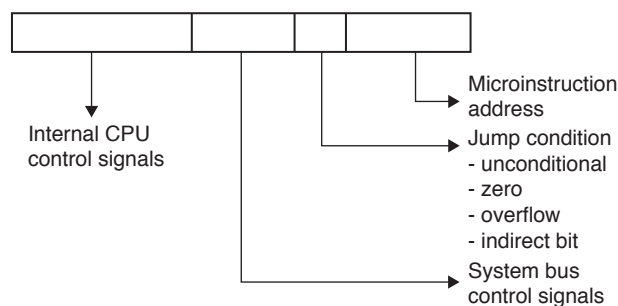 Internal CPU
control signals
Microinstruction
address
Jump condition
- unconditional
- zero
- overflow
- indirect bit
System bus
control signals